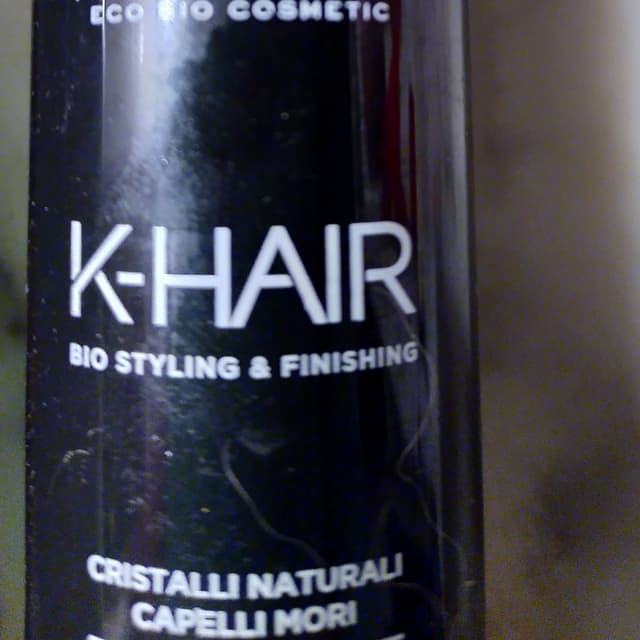 ECO BIO COSMETIC
K-HAIR
BIO STYLING & FINISHING
CRISTALLI NATURALI
CAPELLI MORI